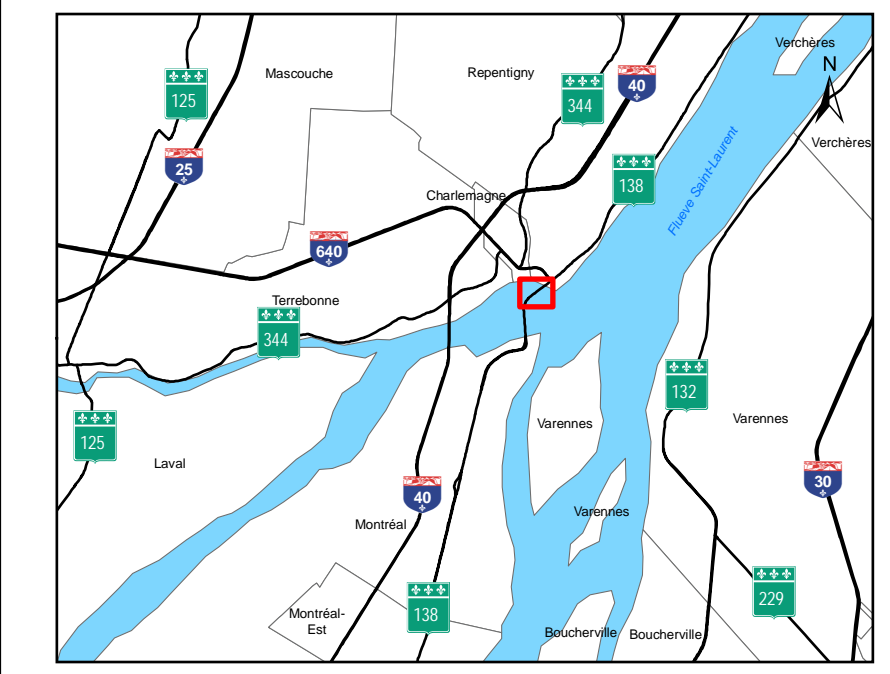 Verchères
N
Mascouche
Repentigny
125
344
40
Verchères
25
138
Flueve Saint-Laurent
Charlemagne
640
Terrebonne
344
132
Varennes
Varennes
125
Laval
30
40
Varennes
Montréal
229
138
Montréal-
Est
Boucherville
Boucherville